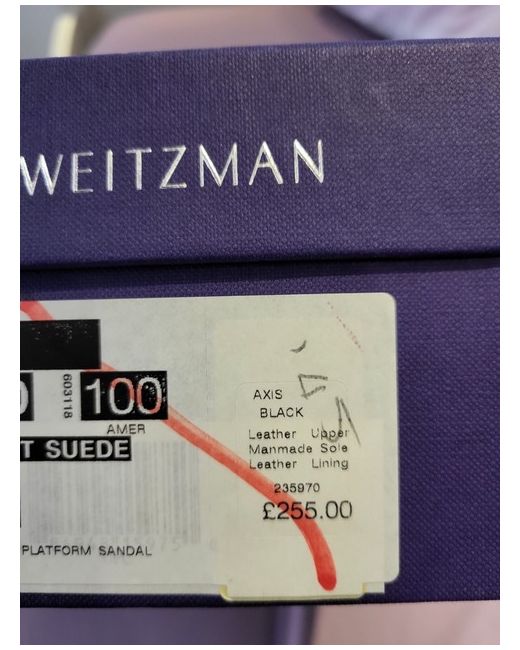 WEITZMAN
603118
100
AMER
T SUEDE
PLATFORM SANDAL
AXIS
BLACK
Leather Upper
Manmade Sole
Leather Lining
235970
£255.00